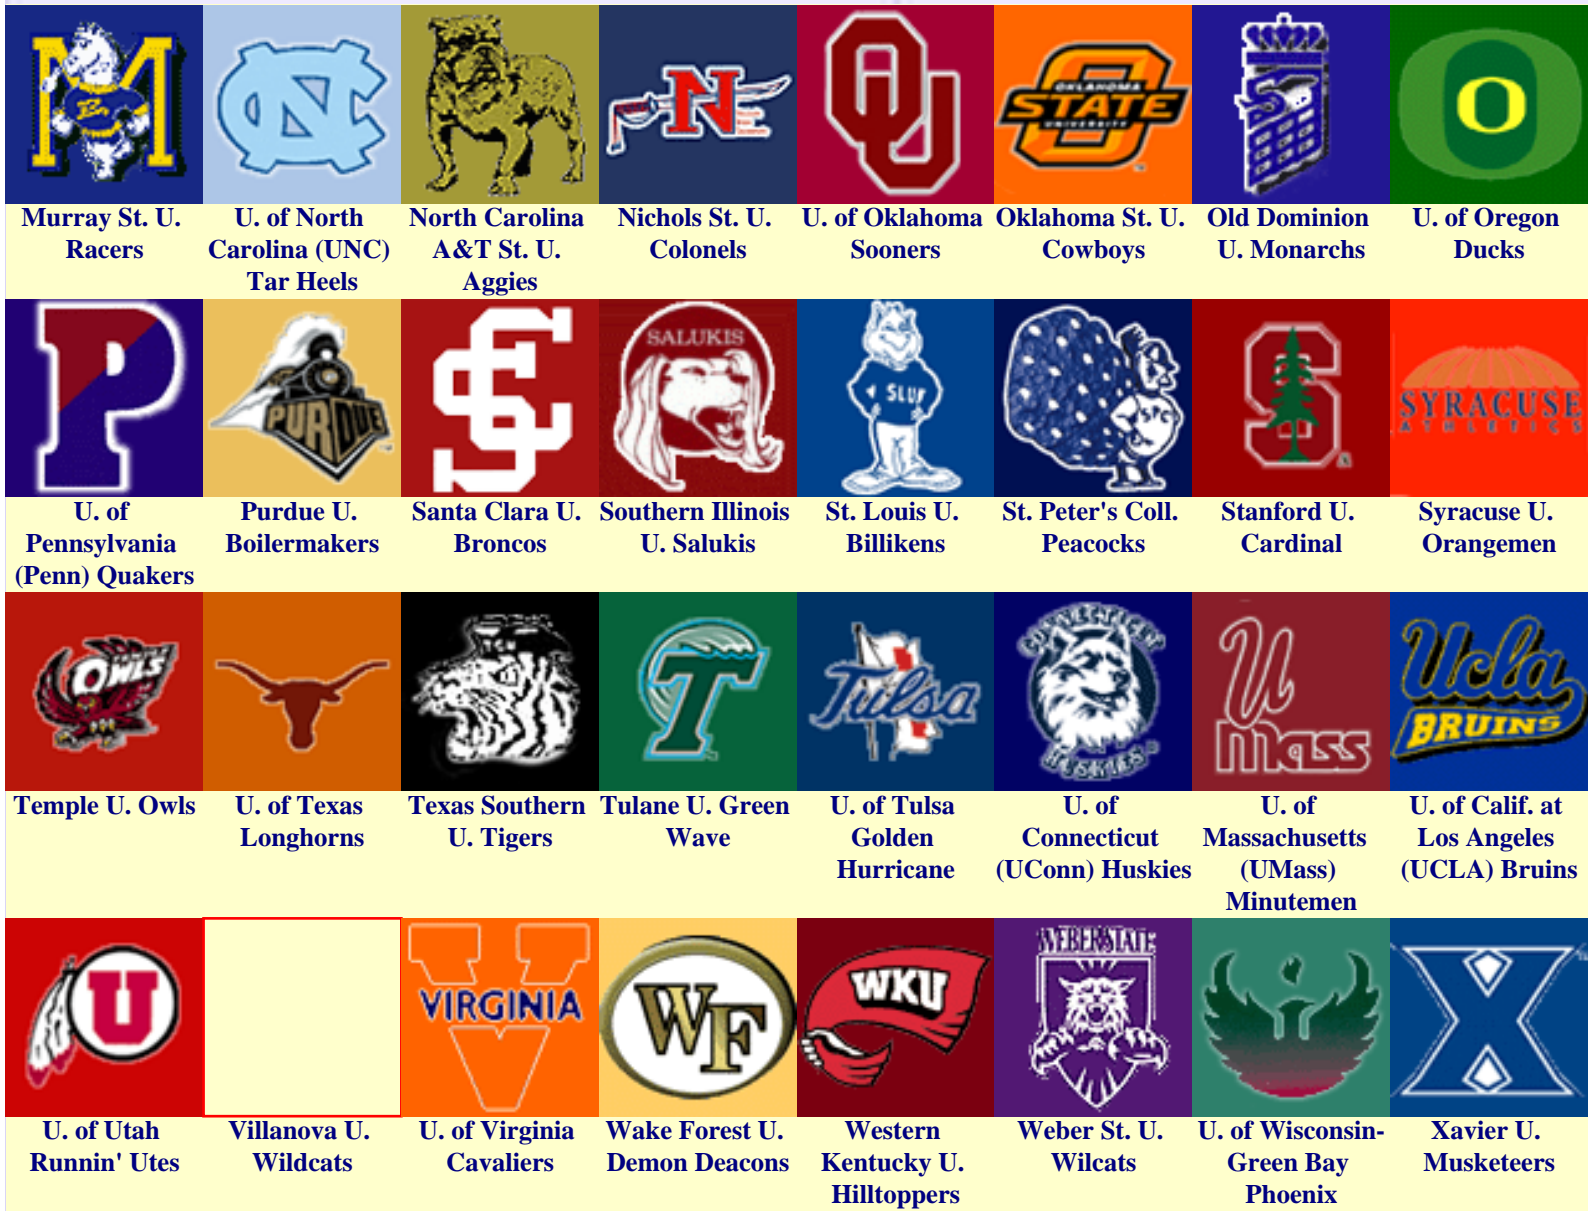 M
NC
N
OU
OKLAHOMA
STATE
UNIVERSITY
S
O
Murray St. U.
Racers
U. of North
Carolina (UNC)
Tar Heels
North Carolina
A&T St. U.
Aggies
Nichols St. U.
Colonels
U. of Oklahoma
Sooners
Oklahoma St. U.
Cowboys
Old Dominion
U. Monarchs
U. of Oregon
Ducks
P
PURDUE
SC
SALUKIS
SLU
SPC
S
SYRACUSE
ATHLETICS
U. of
Pennsylvania
(Penn) Quakers
Purdue U.
Boilermakers
Santa Clara U.
Broncos
Southern Illinois
U. Salukis
St. Louis U.
Billikens
St. Peter's Coll.
Peacocks
Stanford U.
Cardinal
Syracuse U.
Orangemen
OWLS
T
Tulsa
CONNECTICUT
HUSKIES
U
Mass
Ucla
BRUINS
Temple U. Owls
U. of Texas
Longhorns
Texas Southern
U. Tigers
Tulane U. Green
Wave
U. of Tulsa
Golden
Hurricane
U. of
Connecticut
(UConn) Huskies
U. of
Massachusetts
(UMass)
Minutemen
U. of Calif. at
Los Angeles
(UCLA) Bruins
U
V
VIRGINIA
WF
WKU
WEBER STATE
X
U. of Utah
Runnin' Utes
Villanova U.
Wildcats
U. of Virginia
Cavaliers
Wake Forest U.
Demon Deacons
Western
Kentucky U.
Hilltoppers
Weber St. U.
Wilcats
U. of Wisconsin-
Green Bay
Phoenix
Xavier U.
Musketeers